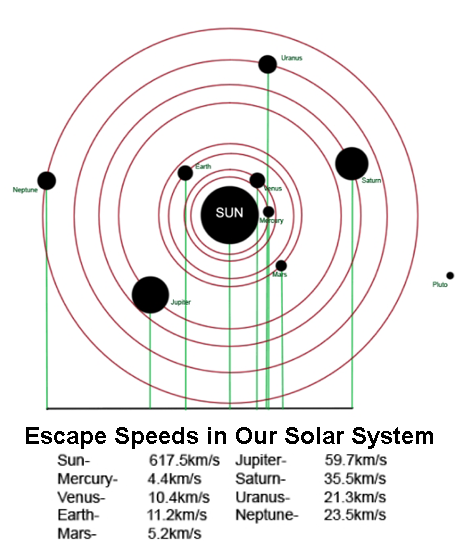 Uranus
Earth
Venus
Saturn
Neptune
SUN
Mercury
Mars
Pluto
Jupiter
Escape Speeds in Our Solar System
Sun- 617.5km/s Jupiter- 59.7km/s
Mercury- 4.4km/s Saturn- 35.5km/s
Venus- 10.4km/s Uranus- 21.3km/s
Earth- 11.2km/s Neptune- 23.5km/s
Mars- 5.2km/s